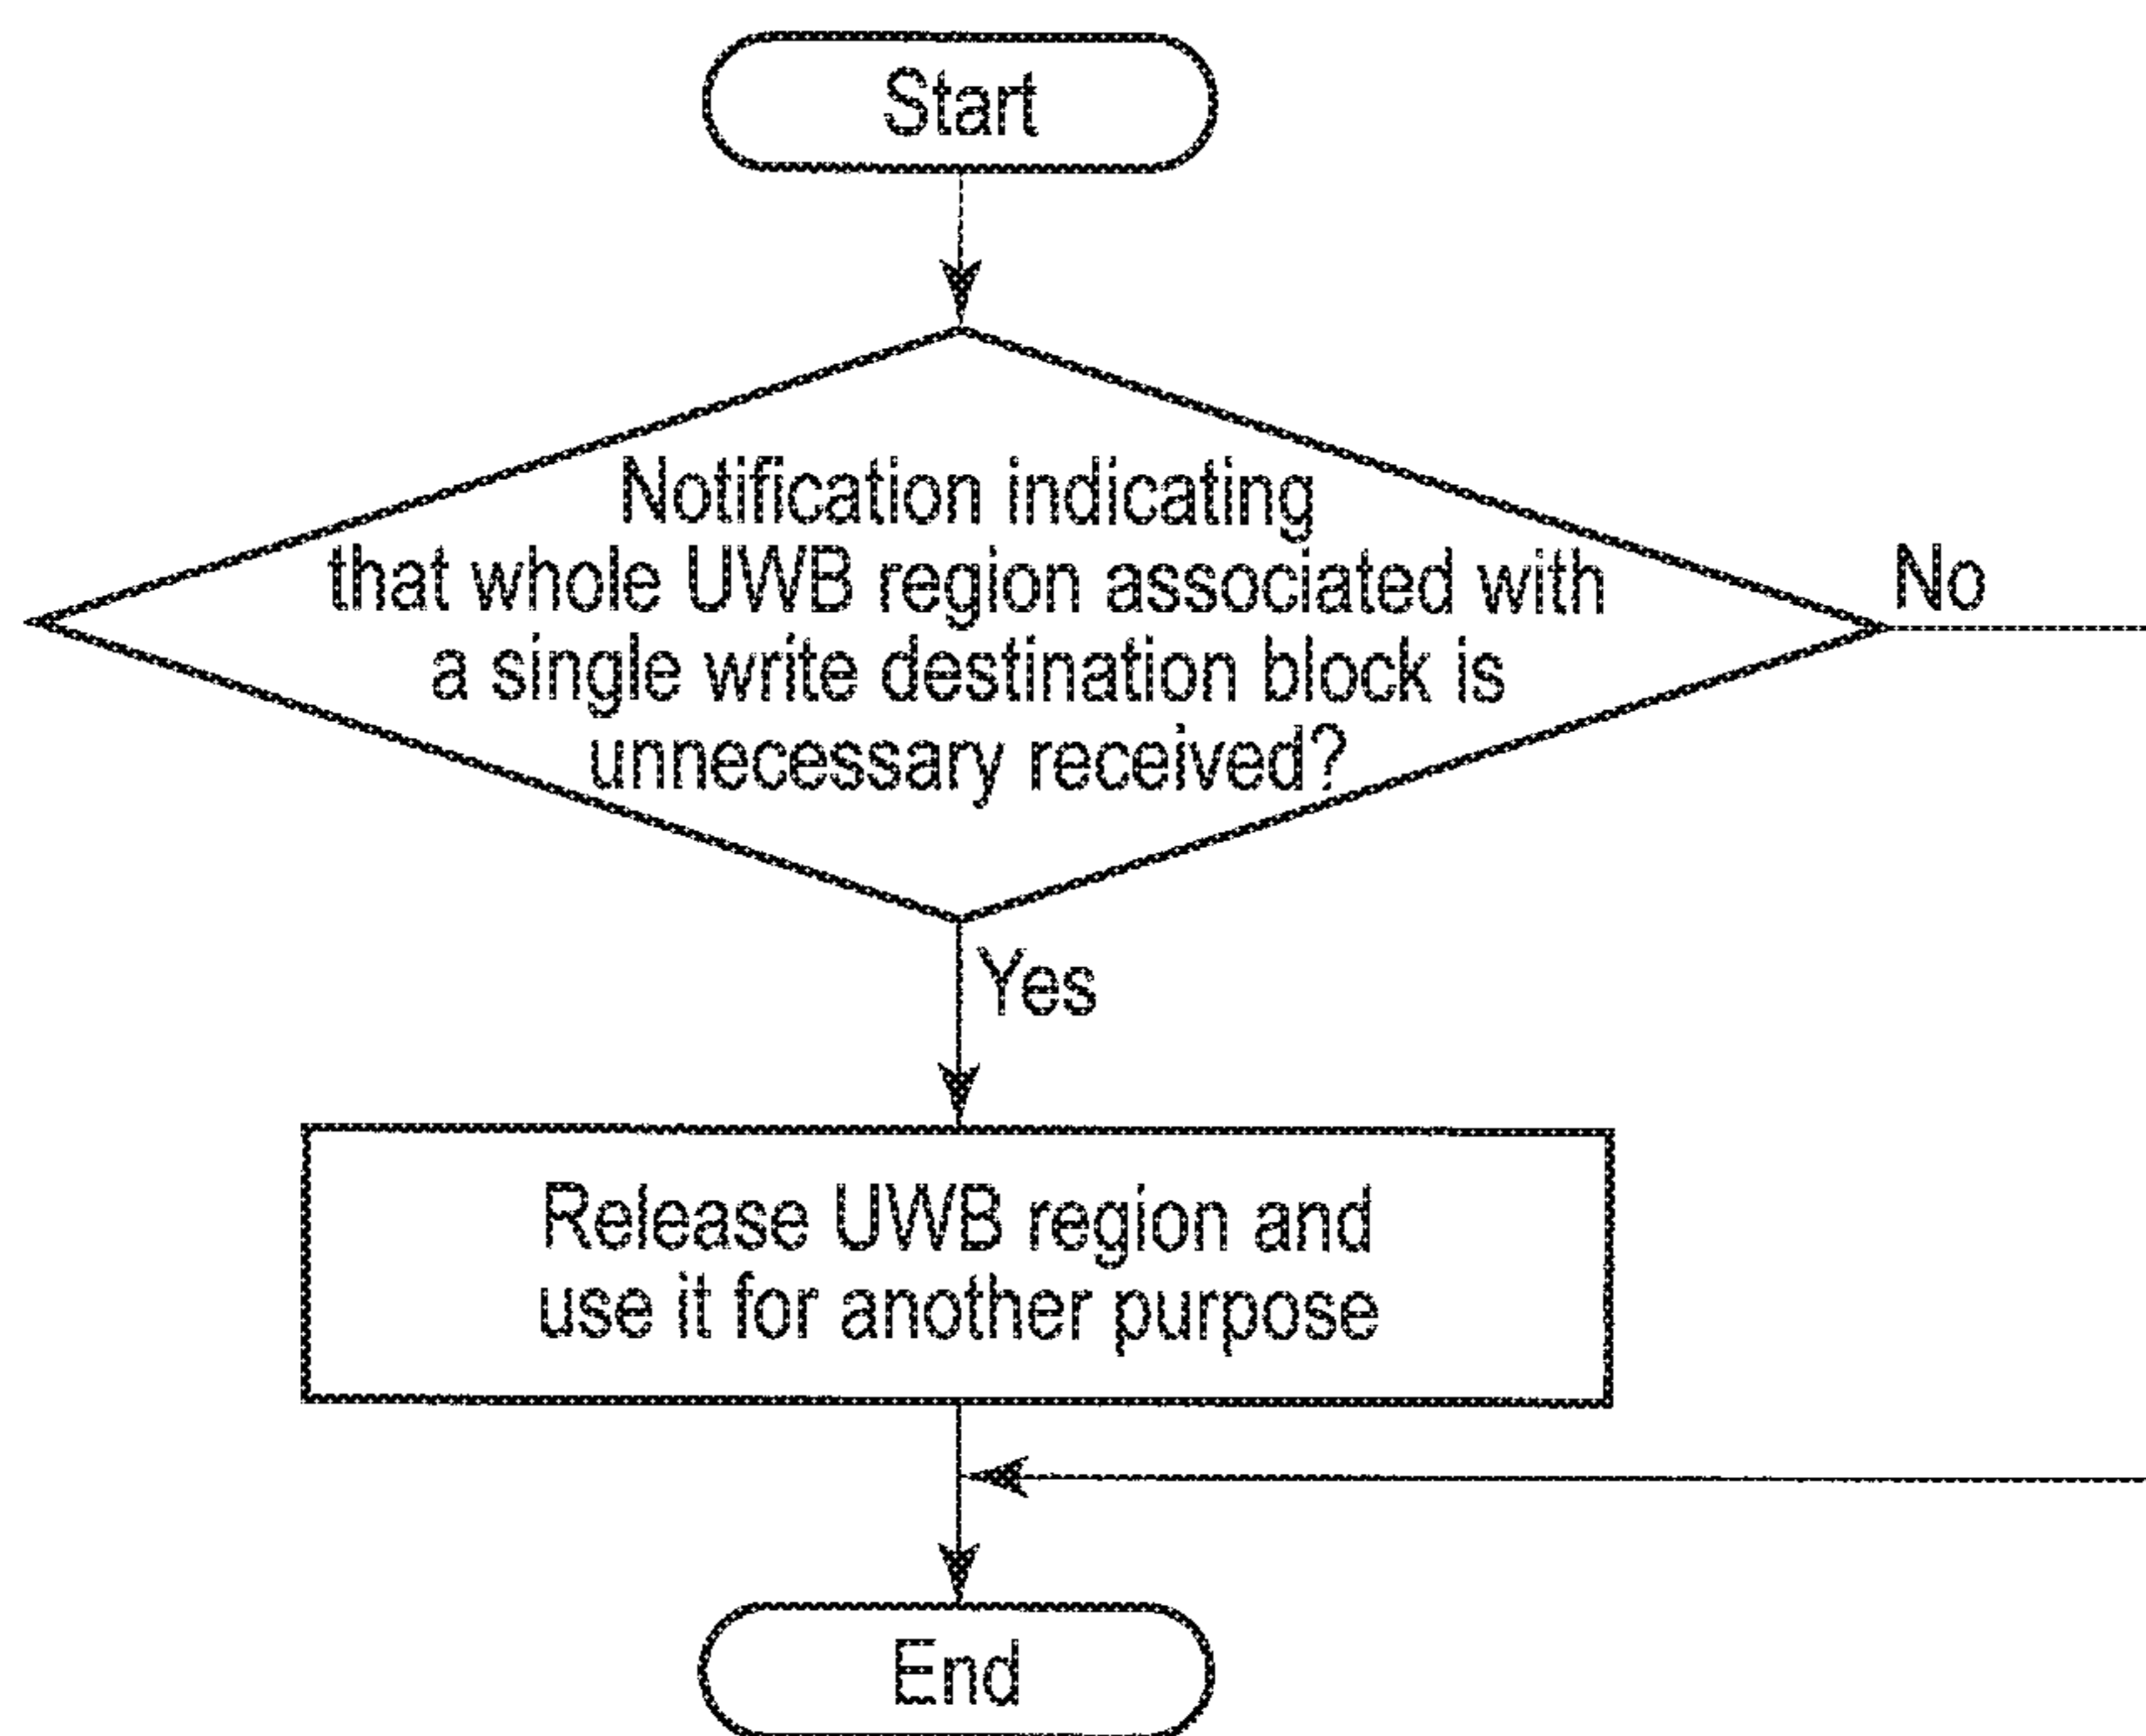 Start
Notification indicating
that whole UWB region associated with
a single write destination block is
unnecessary received?
No
Yes
Release UWB region and
use it for another purpose
End